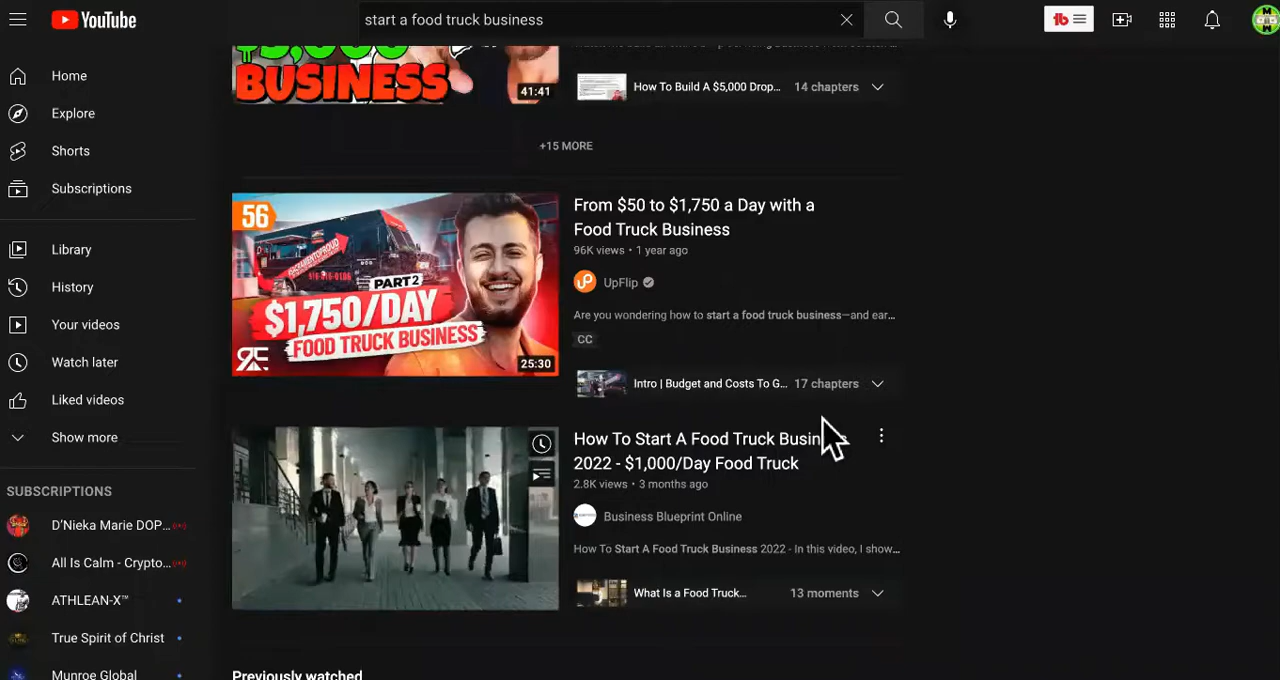 YouTube
start a food truck business
Home
Explore
Shorts
Subscriptions
Library
History
Your videos
Watch later
Liked videos
Show more
SUBSCRIPTIONS
D'Nieka Marie DOP...
All Is Calm - Crypto...
ATHLEAN-X™
True Spirit of Christ
Munroe Global
$5,000
BUSINESS
41:41
How To Build A $5,000 Drop...
14 chapters
+15 MORE
56
PART 2
$1,750/DAY
FOOD TRUCK BUSINESS
25:30
From $50 to $1,750 a Day with a
Food Truck Business
96K views • 1 year ago
UpFlip
Are you wondering how to start a food truck business—and ear...
CC
Intro | Budget and Costs To G...
17 chapters
How To Start A Food Truck Busin
2022 - $1,000/Day Food Truck
2.8K views • 3 months ago
Business Blueprint Online
How To Start A Food Truck Business 2022 - In this video, I show...
What Is a Food Truck...
13 moments
Previously watched